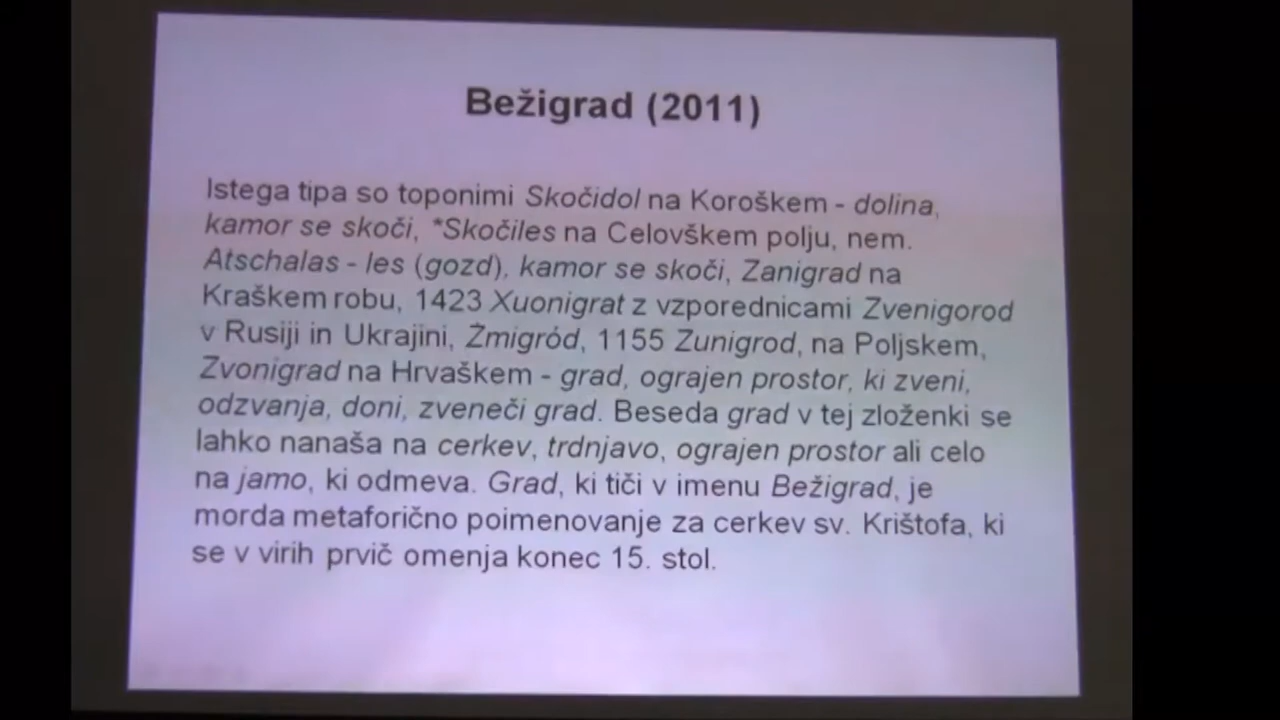 Bežigrad (2011)
Istega tipa so toponimi Skočidol na Koroškem - dolina,
kamor se skoči, *Skočiles na Celovškem polju, nem.
Atschalas - les (gozd), kamor se skoči, Zanigrad na
Kraškem robu, 1423 Xuonigrat z vzporednicami Zvenigorod
v Rusiji in Ukrajini, Żmigród, 1155 Zunigrod, na Poljskem,
Zvonigrad na Hrvaškem - grad, ograjen prostor, ki zveni,
odzvanja, doni, zveneči grad. Beseda grad v tej zloženki se
lahko nanaša na cerkev, trdnjavo, ograjen prostor ali celo
na jamo, ki odmeva. Grad, ki tiči v imenu Bežigrad, je
morda metaforično poimenovanje za cerkev sv. Krištofa, ki
se v virih prvič omenja konec 15. stol.